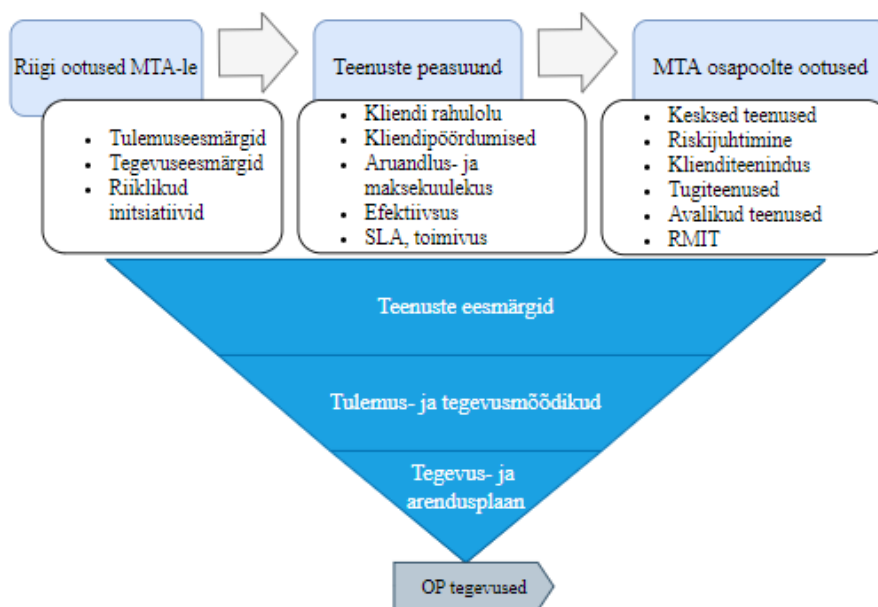 Riigi ootused MTA-le
Teenuste peasuund
MTA osapoolte ootused
• Tulemuseesmärgid
• Tegevuseesmärgid
• Riiklikud
initsiatiivid
• Kliendi rahulolu
• Kliendipöördumised
• Aruandlus- ja
maksekuulekus
• Efektiivsus
• SLA, toimivus
• Kesksed teenused
• Riskijuhtimine
• Klienditeenindus
• Tugiteenused
• Avalikud teenused
• RMIT
Teenuste eesmärgid
Tulemus- ja tegevusmõõdikud
Tegevus- ja
arendusplaan
OP tegevused